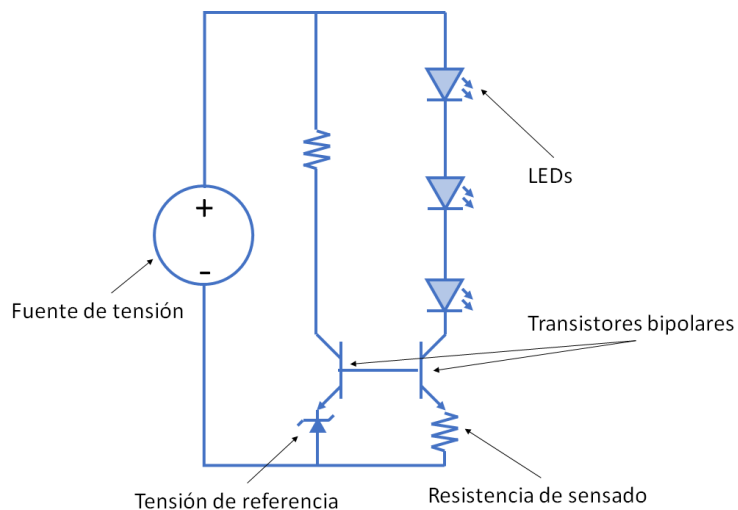 LEDs
+
-
Fuente de tensión
Transistores bipolares
Tensión de referencia
Resistencia de sensado